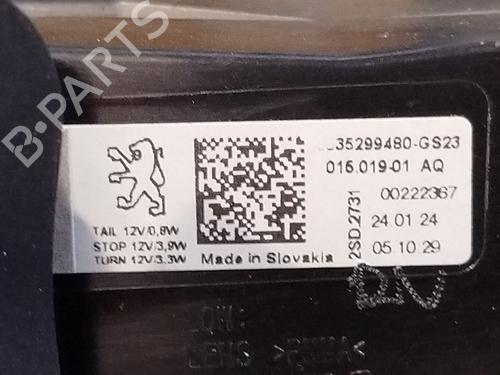 B-PARTS
35299480-GS23
015.019-01 AQ
00222367
24 01 24
05 10 29
2SD.2731
TAIL 12V/0,8W
STOP 12V/3,9W
TURN 12V/3.3W
Made in Slovakia